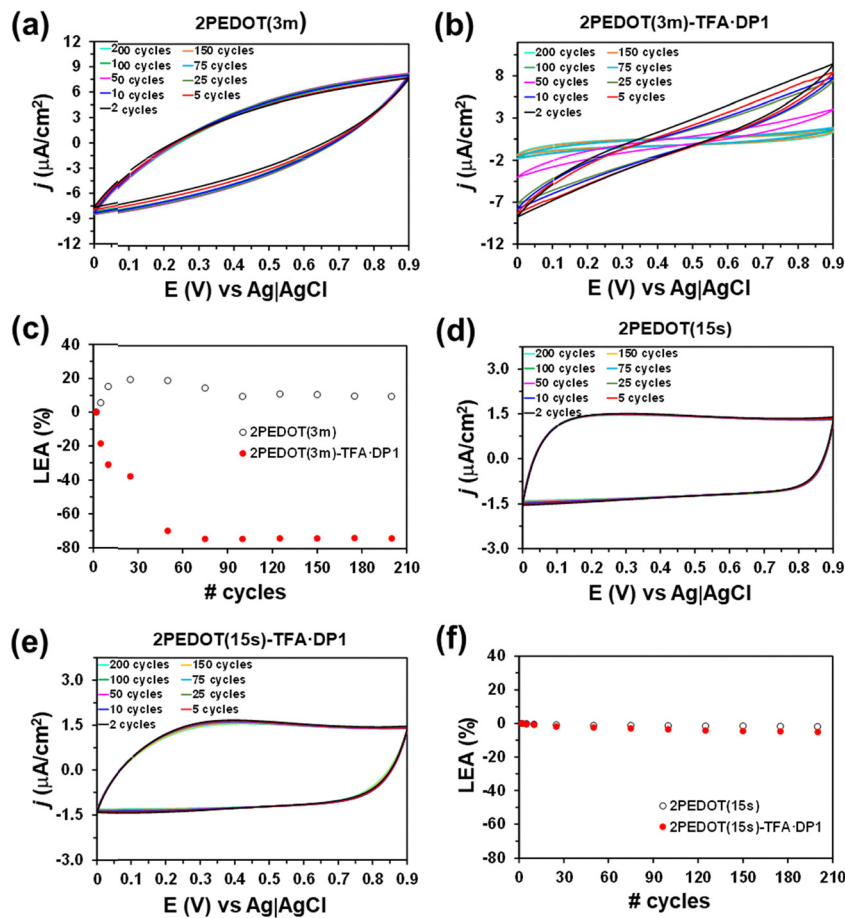 (a) 2PEDOT(3m)
200 cycles 150 cycles
100 cycles 75 cycles
50 cycles 25 cycles
10 cycles 5 cycles
2 cycles
12
9
6
3
0
-3
-6
-9
-12
j (μA/cm²)
0 0.1 0.2 0.3 0.4 0.5 0.6 0.7 0.8 0.9
E (V) vs Ag|AgCl
(b) 2PEDOT(3m)-TFA·DP1
200 cycles 150 cycles
100 cycles 75 cycles
50 cycles 25 cycles
10 cycles 5 cycles
2 cycles
8
3
-2
-7
-12
j (μA/cm²)
0 0.1 0.2 0.3 0.4 0.5 0.6 0.7 0.8 0.9
E (V) vs Ag|AgCl
(c)
40
20
0
-20
-40
-60
-80
LEA (%)
2PEDOT(3m)
2PEDOT(3m)-TFA·DP1
0 30 60 90 120 150 180 210
# cycles
(d) 2PEDOT(15s)
200 cycles 150 cycles
100 cycles 75 cycles
50 cycles 25 cycles
10 cycles 5 cycles
2 cycles
3.0
1.5
0.0
-1.5
-3.0
j (μA/cm²)
0 0.1 0.2 0.3 0.4 0.5 0.6 0.7 0.8 0.9
E (V) vs Ag|AgCl
(e) 2PEDOT(15s)-TFA·DP1
200 cycles 150 cycles
100 cycles 75 cycles
50 cycles 25 cycles
10 cycles 5 cycles
2 cycles
3.0
1.5
0.0
-1.5
-3.0
j (μA/cm²)
0 0.1 0.2 0.3 0.4 0.5 0.6 0.7 0.8 0.9
E (V) vs Ag|AgCl
(f)
40
20
0
-20
-40
-60
-80
LEA (%)
2PEDOT(15s)
2PEDOT(15s)-TFA·DP1
0 30 60 90 120 150 180 210
# cycles